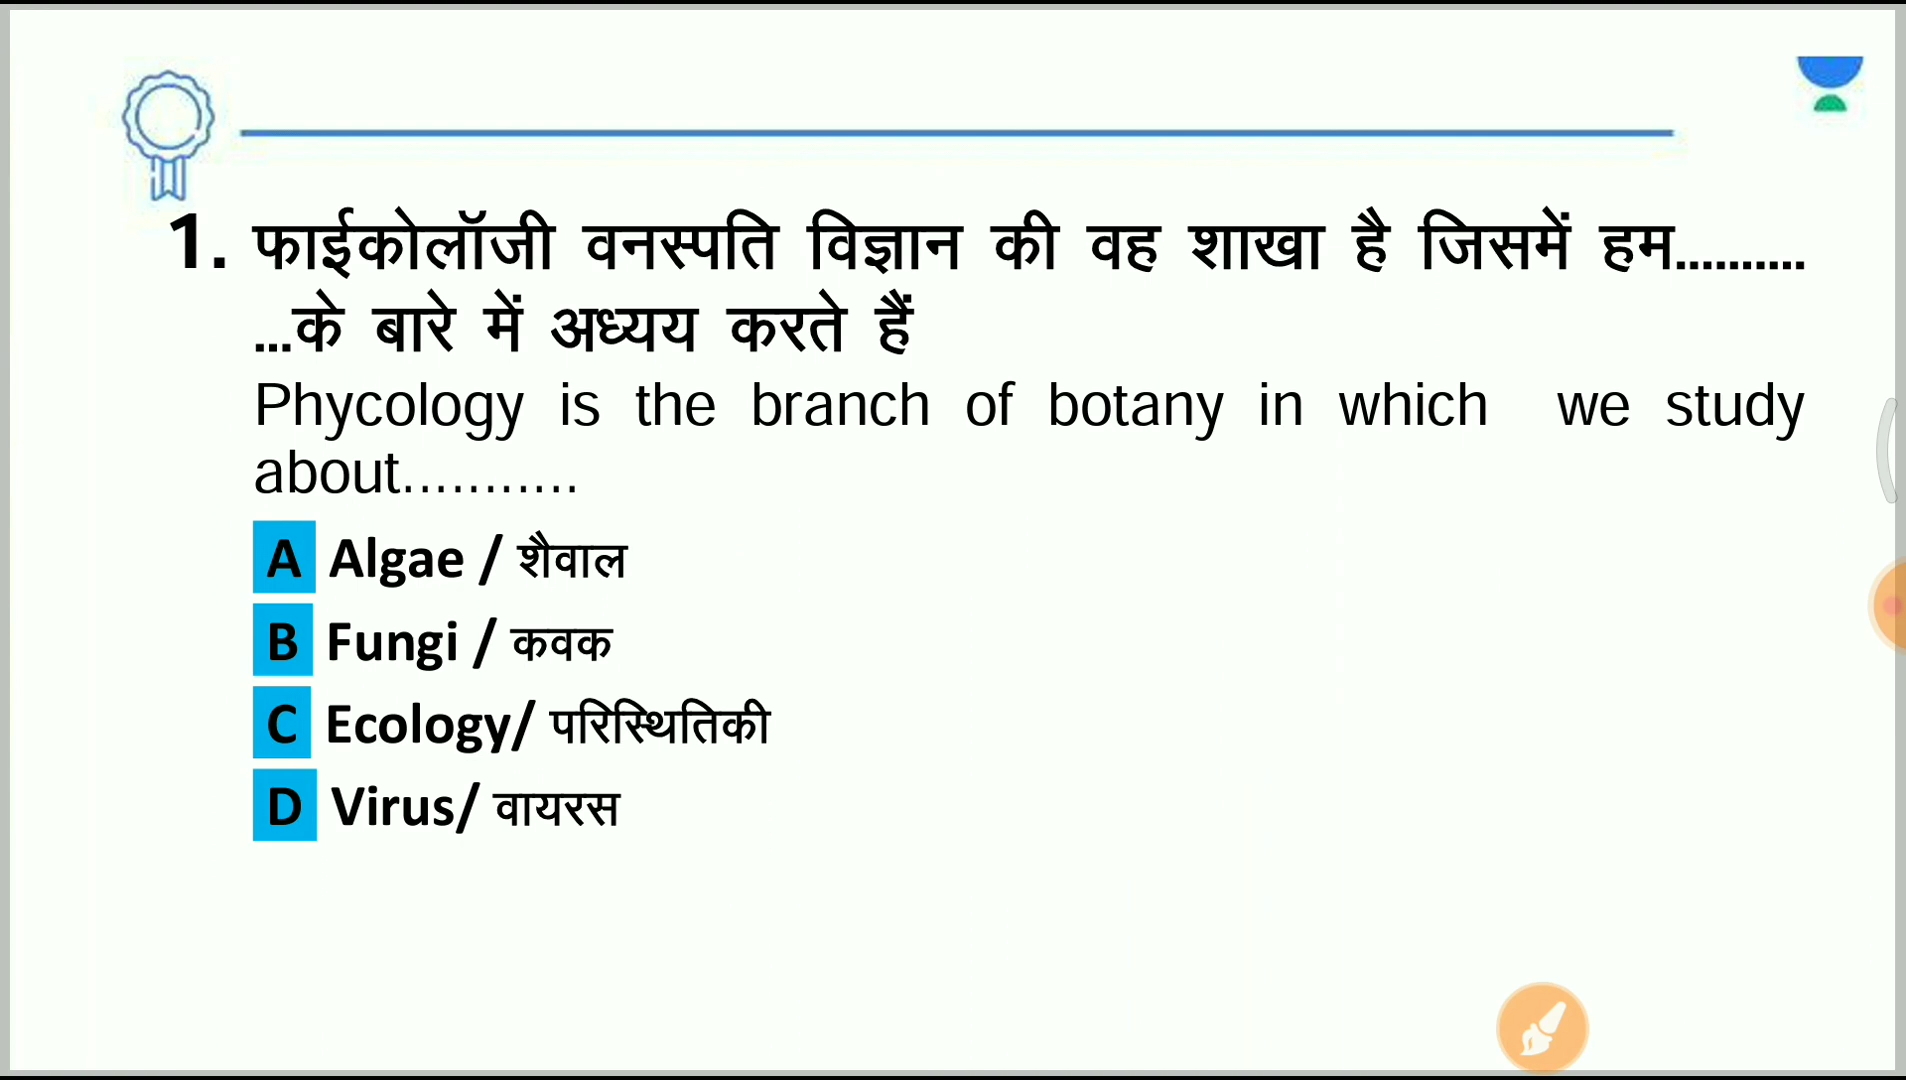 1. फाईकोलॉजी वनस्पति विज्ञान की वह शाखा है जिसमें हम..........
...के बारे में अध्यय करते हैं
Phycology is the branch of botany in which we study
about...........
A Algae / शैवाल
B Fungi / कवक
C Ecology/ परिस्थितिकी
D Virus/ वायरस